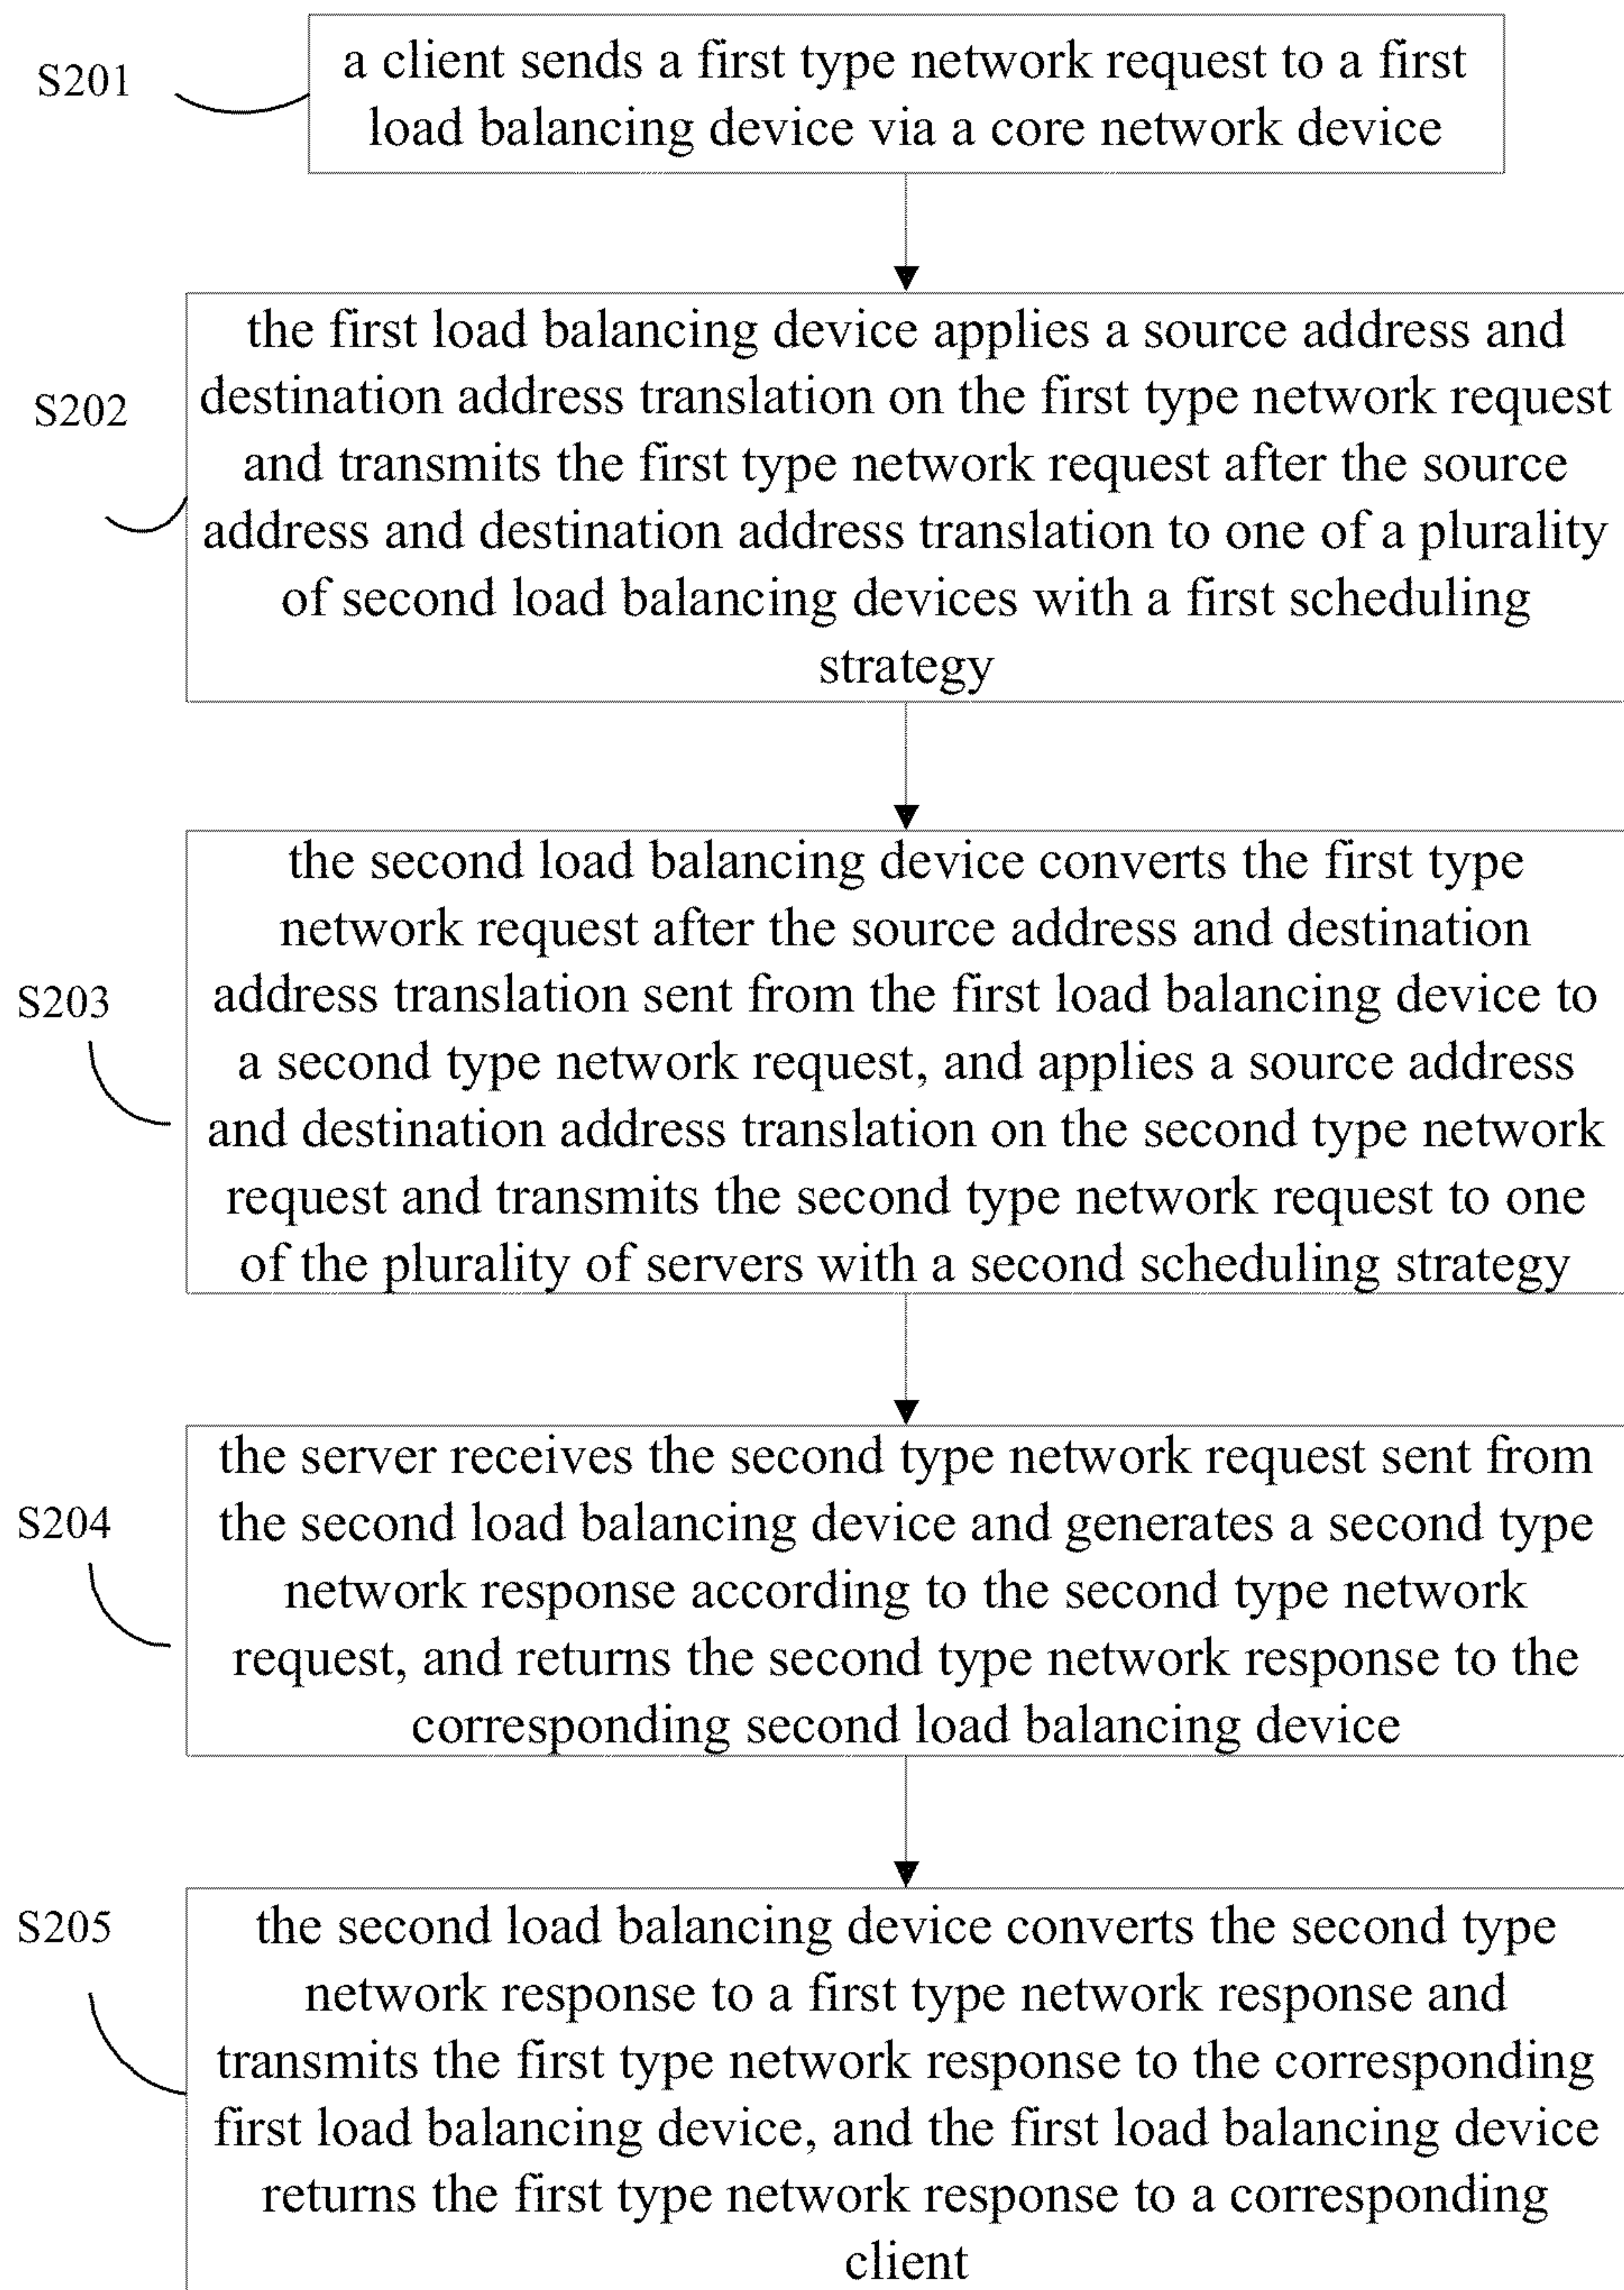 S201
a client sends a first type network request to a first
load balancing device via a core network device
S202
the first load balancing device applies a source address and
destination address translation on the first type network request
and transmits the first type network request after the source
address and destination address translation to one of a plurality
of second load balancing devices with a first scheduling
strategy
S203
the second load balancing device converts the first type
network request after the source address and destination
address translation sent from the first load balancing device to
a second type network request, and applies a source address
and destination address translation on the second type network
request and transmits the second type network request to one
of the plurality of servers with a second scheduling strategy
S204
the server receives the second type network request sent from
the second load balancing device and generates a second type
network response according to the second type network
request, and returns the second type network response to the
corresponding second load balancing device
S205
the second load balancing device converts the second type
network response to a first type network response and
transmits the first type network response to the corresponding
first load balancing device, and the first load balancing device
returns the first type network response to a corresponding
client